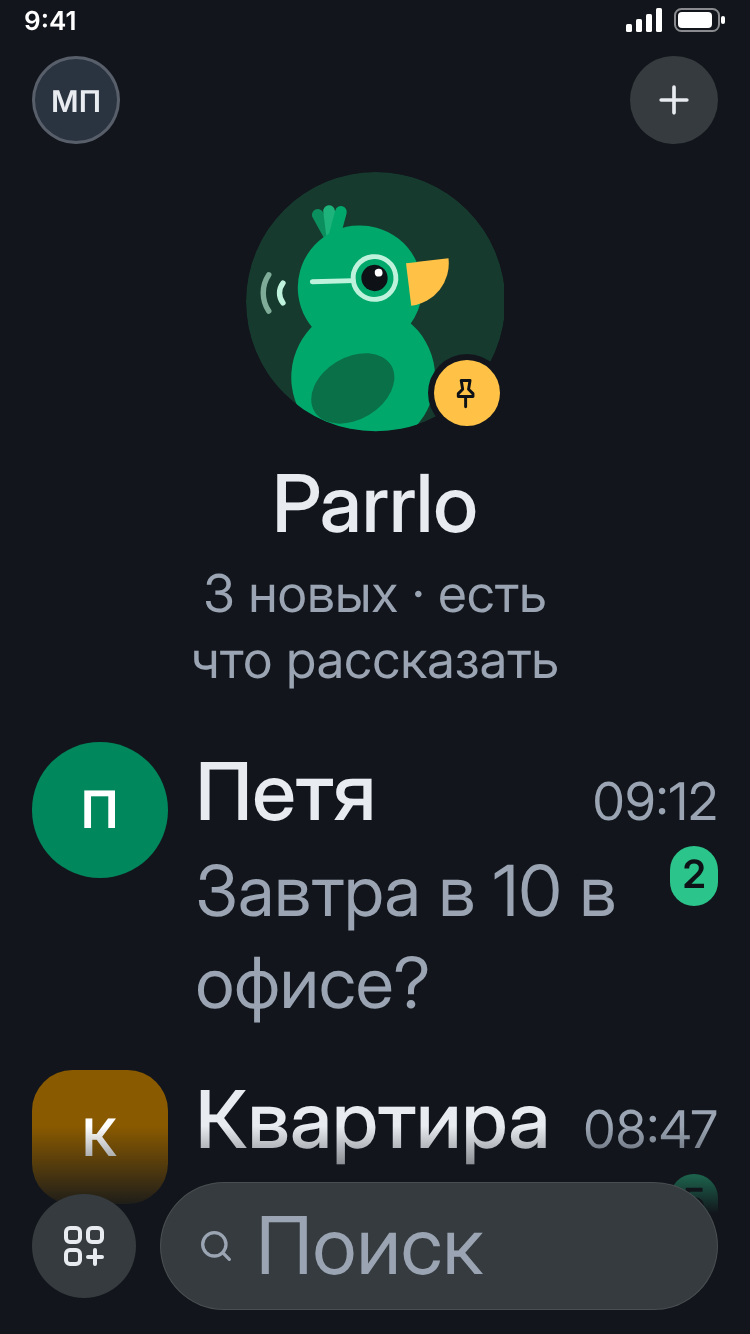 9:41
МП
Parrlo
3 новых · есть
что рассказать
П
Петя
09:12
Завтра в 10 в
2
офисе?
К
Квартира
08:47
Поиск